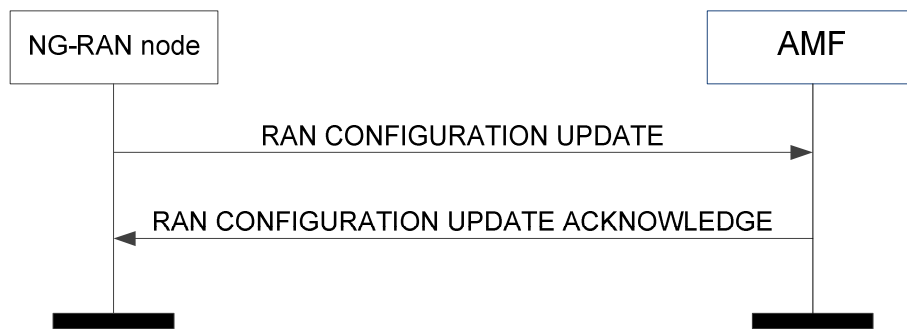 NG-RAN node
AMF
RAN CONFIGURATION UPDATE
RAN CONFIGURATION UPDATE ACKNOWLEDGE